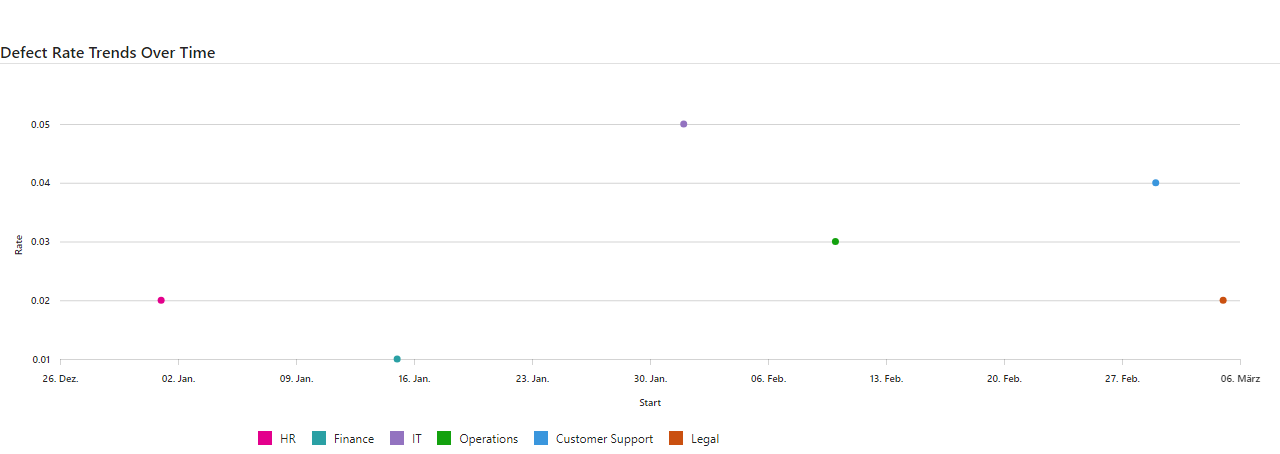 Defect Rate Trends Over Time
0.05
0.04
0.03
0.02
0.01
Rate
26. Dez. 02. Jan. 09. Jan. 16. Jan. 23. Jan. 30. Jan. 06. Feb. 13. Feb. 20. Feb. 27. Feb. 06. März
Start
HR Finance IT Operations Customer Support Legal